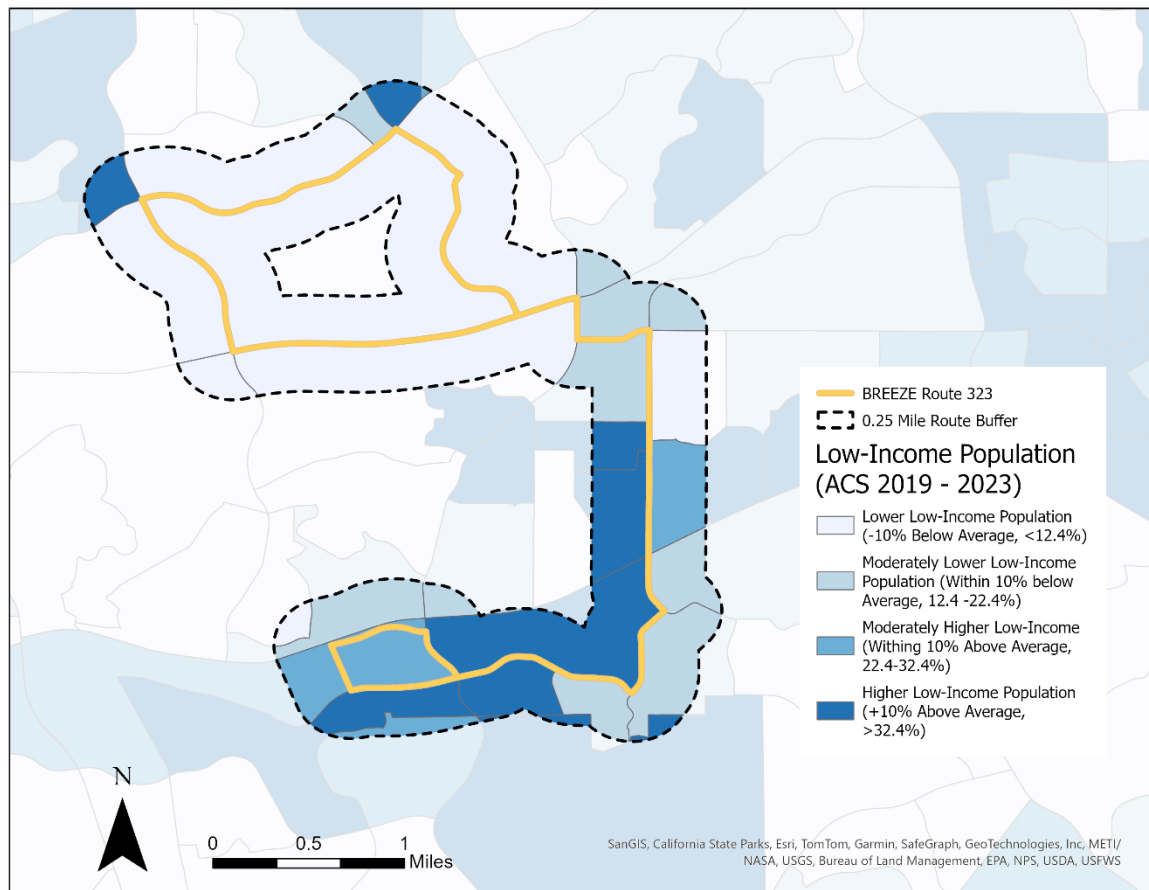 BREEZE Route 323
0.25 Mile Route Buffer
Low-Income Population
(ACS 2019 - 2023)
Lower Low-Income Population
(-10% Below Average, <12.4%)
Moderately Lower Low-Income
Population (Within 10% below
Average, 12.4 -22.4%)
Moderately Higher Low-Income
(Withing 10% Above Average,
22.4-32.4%)
Higher Low-Income Population
(+10% Above Average,
>32.4%)
N
0 0.5 1
Miles
SanGIS, California State Parks, Esri, TomTom, Garmin, SafeGraph, GeoTechnologies, Inc, METI/
NASA, USGS, Bureau of Land Management, EPA, NPS, USDA, USFWS